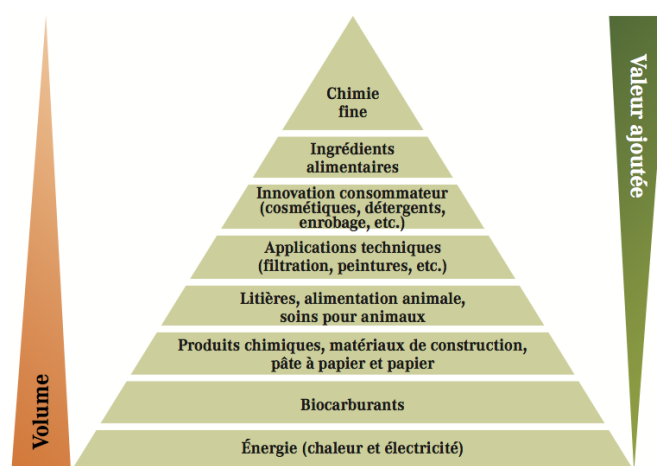 Chimie
fine
Ingrédients
alimentaires
Innovation consommateur
(cosmétiques, détergents,
enrobage, etc.)
Applications techniques
(filtration, peintures, etc.)
Litières, alimentation animale,
soins pour animaux
Produits chimiques, matériaux de construction,
pâte à papier et papier
Biocarburants
Énergie (chaleur et électricité)
Volume
Valeur ajoutée